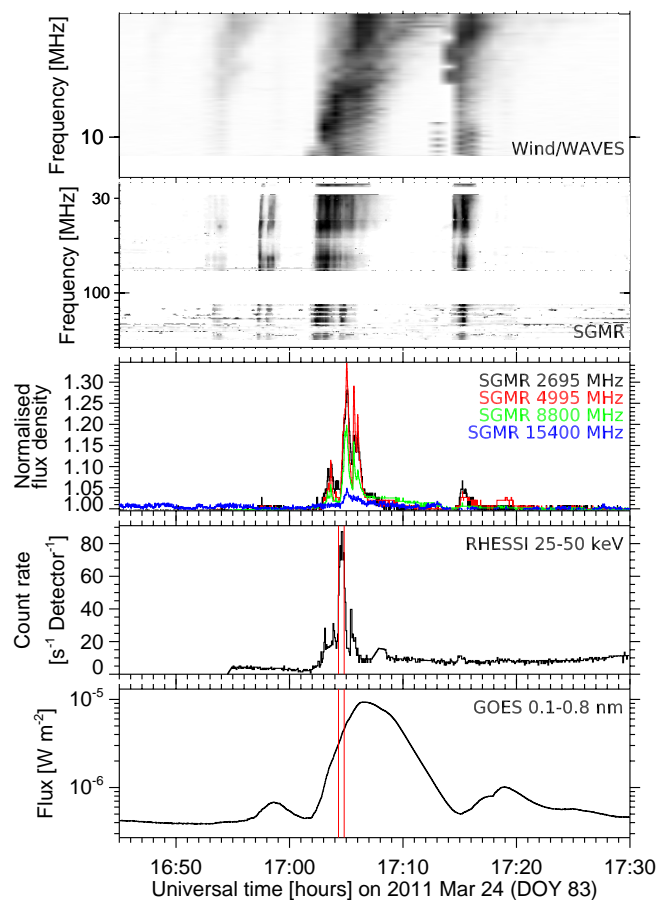 Frequency [MHz]
10
Wind/WAVES
Frequency [MHz]
30
100
SGMR
Normalised
flux density
1.30
1.25
1.20
1.15
1.10
1.05
1.00
SGMR 2695 MHz
SGMR 4995 MHz
SGMR 8800 MHz
SGMR 15400 MHz
Count rate
[s⁻¹ Detector⁻¹]
80
60
40
20
0
RHESSI 25-50 keV
Flux [W m⁻²]
10⁻⁵
10⁻⁶
GOES 0.1-0.8 nm
16:50 17:00 17:10 17:20 17:30
Universal time [hours] on 2011 Mar 24 (DOY 83)